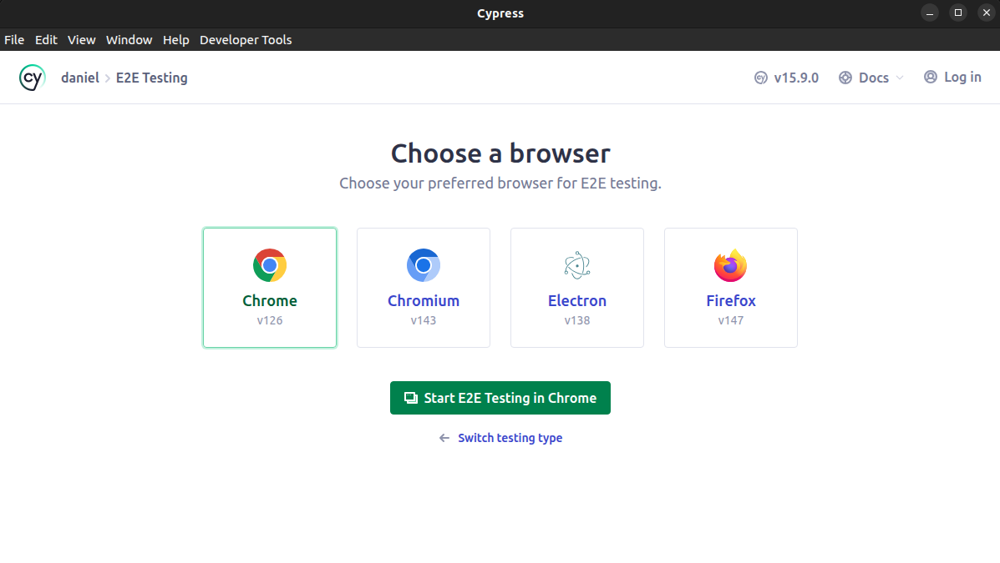 Cypress
File Edit View Window Help Developer Tools
cy daniel > E2E Testing cy v15.9.0 Docs Log in
Choose a browser
Choose your preferred browser for E2E testing.
Chrome Chromium Electron Firefox
v126 v143 v138 v147
Start E2E Testing in Chrome
← Switch testing type